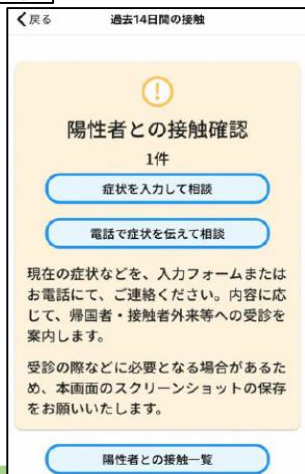 戻る 過去14日間の接触
陽性者との接触確認
1件
症状を入力して相談
電話で症状を伝えて相談
現在の症状などを、入力フォームまたは
お電話にて、ご連絡ください。内容に応
じて、帰国者・接触者外来等への受診を
案内します。
受診の際などに必要となる場合があるた
め、本画面のスクリーンショットの保存
をお願いいたします。
陽性者との接触一覧